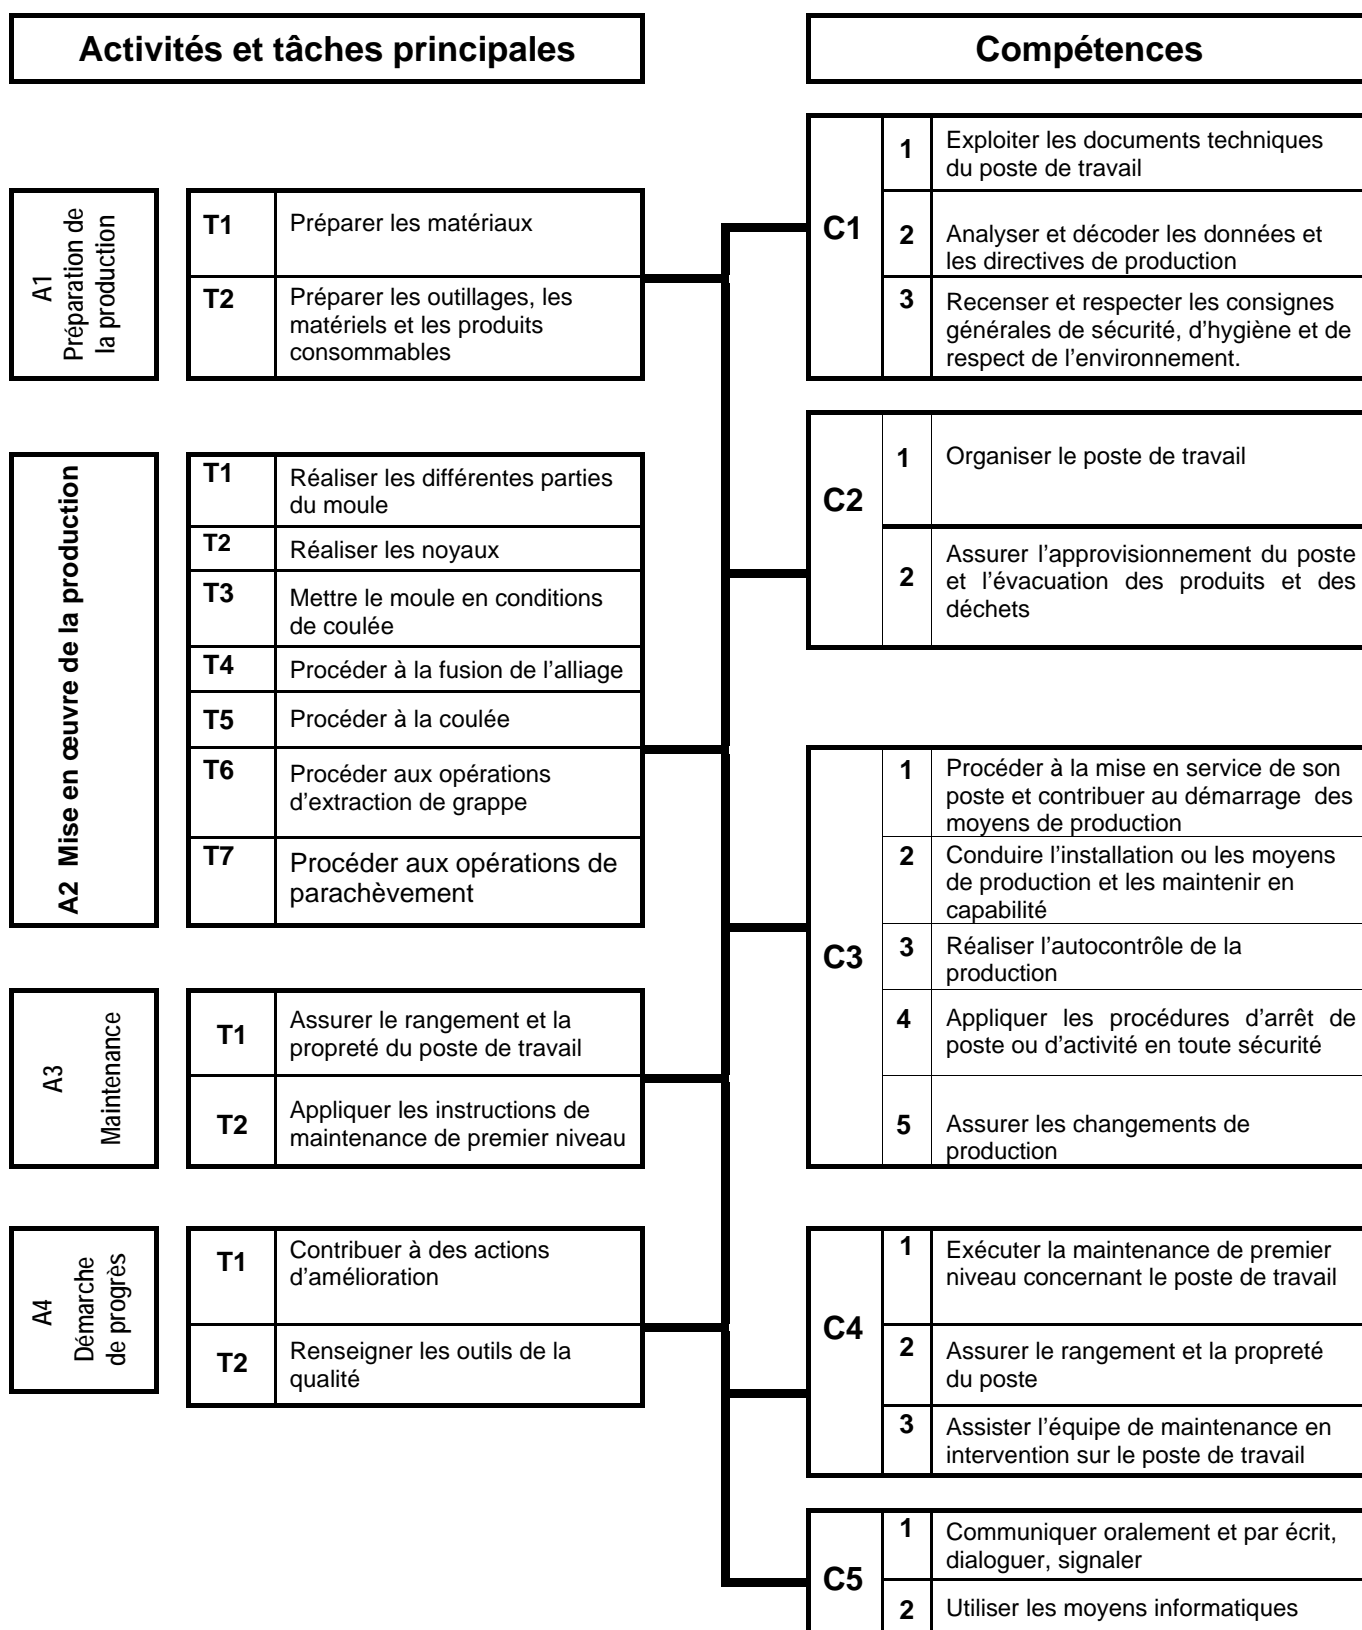 Activités et tâches principales
A1
Préparation de
la production
T1
Préparer les matériaux
T2
Préparer les outillages, les
matériels et les produits
consommables
A2 Mise en œuvre de la production
T1
Réaliser les différentes parties
du moule
T2
Réaliser les noyaux
T3
Mettre le moule en conditions
de coulée
T4
Procéder à la fusion de l’alliage
T5
Procéder à la coulée
T6
Procéder aux opérations
d’extraction de grappe
T7
Procéder aux opérations de
parachèvement
A3
Maintenance
T1
Assurer le rangement et la
propreté du poste de travail
T2
Appliquer les instructions de
maintenance de premier niveau
A4
Démarche
de progrès
T1
Contribuer à des actions
d’amélioration
T2
Renseigner les outils de la
qualité
Compétences
C1
1
Exploiter les documents techniques
du poste de travail
2
Analyser et décoder les données et
les directives de production
3
Recenser et respecter les consignes
générales de sécurité, d’hygiène et de
respect de l’environnement.
C2
1
Organiser le poste de travail
2
Assurer l’approvisionnement du poste
et l’évacuation des produits et des
déchets
C3
1
Procéder à la mise en service de son
poste et contribuer au démarrage des
moyens de production
2
Conduire l’installation ou les moyens
de production et les maintenir en
capabilité
3
Réaliser l’autocontrôle de la
production
4
Appliquer les procédures d’arrêt de
poste ou d’activité en toute sécurité
5
Assurer les changements de
production
C4
1
Exécuter la maintenance de premier
niveau concernant le poste de travail
2
Assurer le rangement et la propreté
du poste
3
Assister l’équipe de maintenance en
intervention sur le poste de travail
C5
1
Communiquer oralement et par écrit,
dialoguer, signaler
2
Utiliser les moyens informatiques